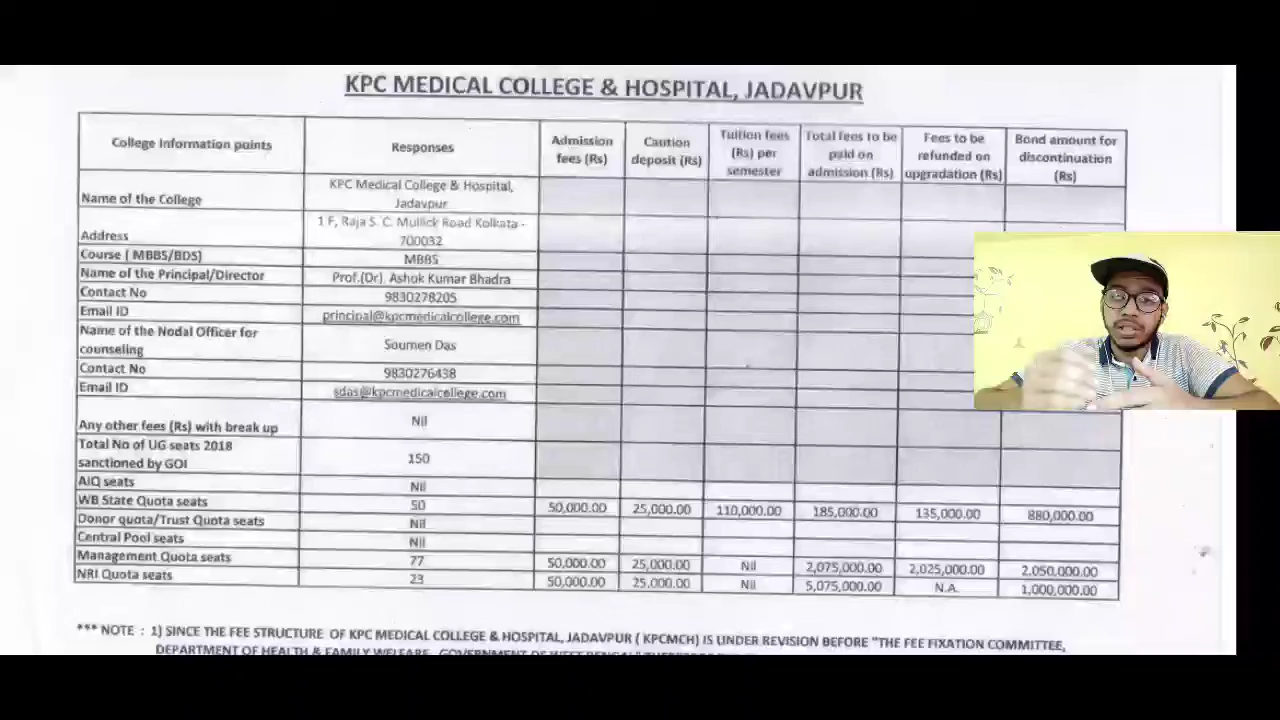 KPC MEDICAL COLLEGE & HOSPITAL, JADAVPUR
College Information points Responses Admission fees (Rs) Caution deposit (Rs) Tuition fees (Rs) per semester Total fees to be paid on admission (Rs) Fees to be refunded on upgradation (Rs) Bond amount for discontinuation (Rs)
Name of the College KPC Medical College & Hospital, Jadavpur
Address 1 F, Raja S. C. Mullick Road Kolkata - 700032
Course ( MBBS/BDS) MBBS
Name of the Principal/Director Prof.(Dr). Ashok Kumar Bhadra
Contact No 9830278205
Email ID principal@kpcmedicalcollege.com
Name of the Nodal Officer for counseling Soumen Das
Contact No 9830276438
Email ID sdas@kpcmedicalcollege.com
Any other fees (Rs) with break up Nil
Total No of UG seats 2018 sanctioned by GOI 150
AIQ seats Nil
WB State Quota seats 50 50,000.00 25,000.00 110,000.00 185,000.00 135,000.00 880,000.00
Donor quota/Trust Quota seats Nil
Central Pool seats Nil
Management Quota seats 77 50,000.00 25,000.00 Nil 2,075,000.00 2,025,000.00 2,050,000.00
NRI Quota seats 23 50,000.00 25,000.00 Nil 5,075,000.00 N.A. 1,000,000.00
*** NOTE : 1) SINCE THE FEE STRUCTURE OF KPC MEDICAL COLLEGE & HOSPITAL, JADAVPUR ( KPCMCH) IS UNDER REVISION BEFORE "THE FEE FIXATION COMMITTEE,
DEPARTMENT OF HEALTH & FAMILY WELFARE, GOVERNMENT OF WEST BENGAL"